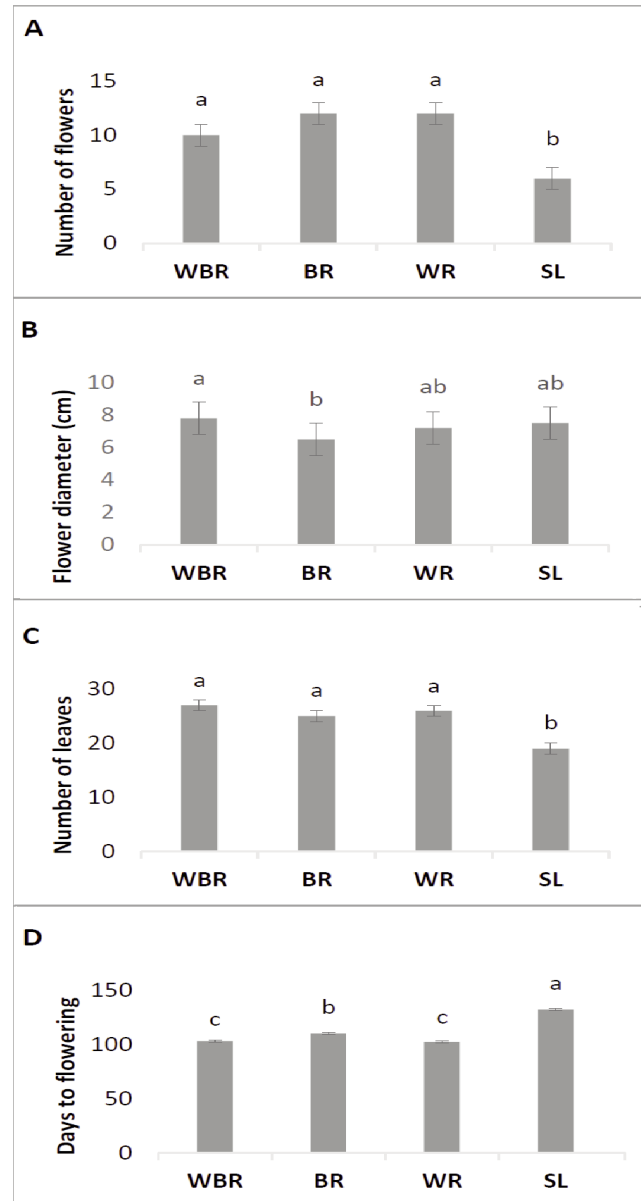 A
Number of flowers
15
10
5
0
a
a
a
b
WBR BR WR SL
B
Flower diameter (cm)
10
8
6
4
2
0
a
b
ab
ab
WBR BR WR SL
C
Number of leaves
30
20
10
0
a
a
a
b
WBR BR WR SL
D
Days to flowering
150
100
50
0
c
b
c
a
WBR BR WR SL